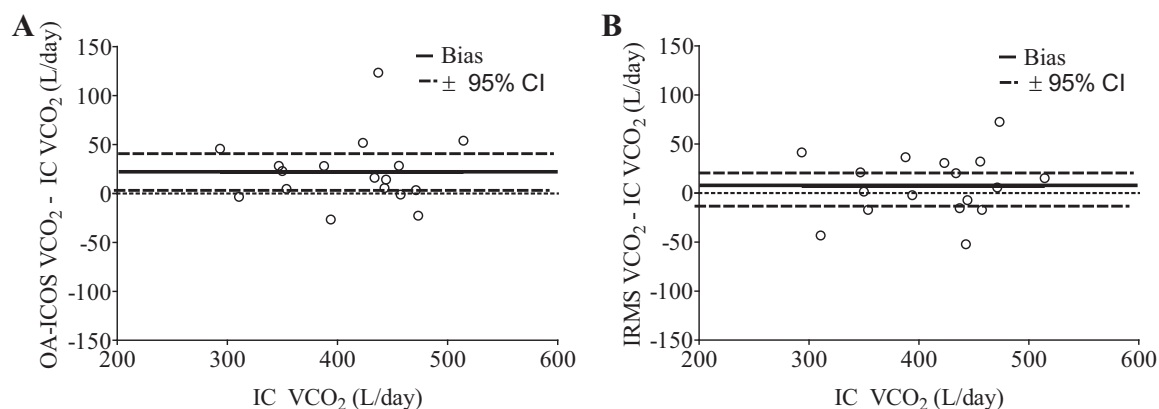 A
OA-ICOS VCO₂ - IC VCO₂ (L/day)
150
100
50
0
-50
-100
-150
200
300
400
500
600
IC VCO₂ (L/day)
Bias
± 95% CI
B
IRMS VCO₂ - IC VCO₂ (L/day)
150
100
50
0
-50
-100
-150
200
300
400
500
600
IC VCO₂ (L/day)
Bias
± 95% CI